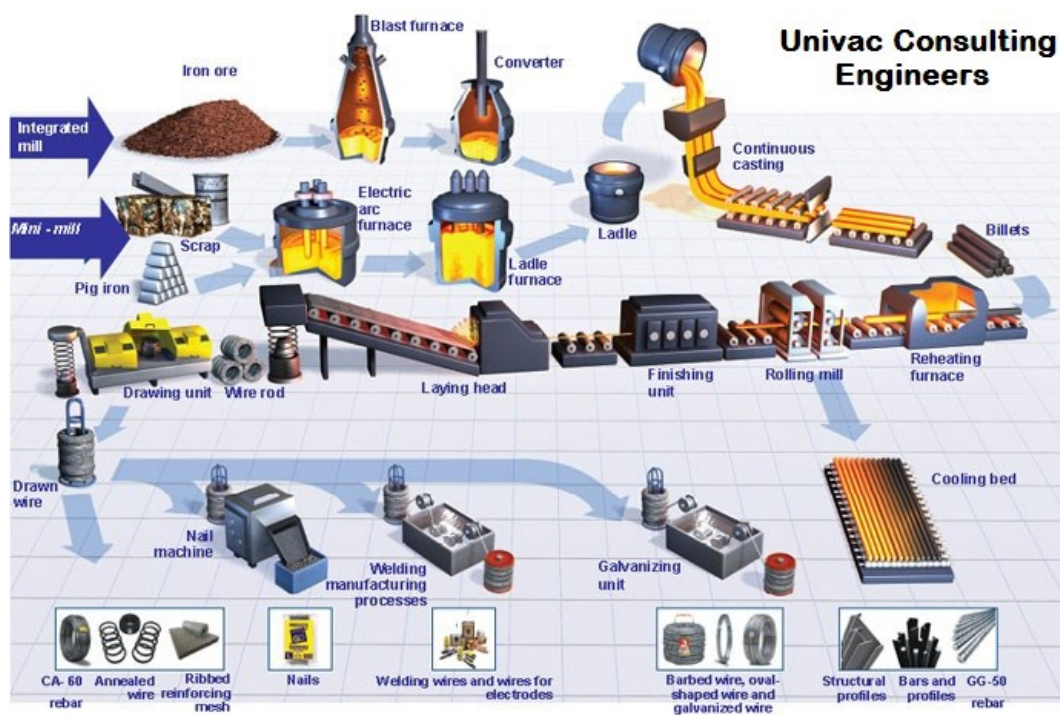 Univac Consulting
Engineers
Blast furnace
Iron ore
Converter
Integrated
mill
Continuous
casting
Electric
arc
furnace
Mini - mill
Scrap
Ladle
Billets
Pig iron
Ladle
furnace
Drawing unit
Wire rod
Laying head
Finishing
unit
Rolling mill
Reheating
furnace
Drawn
wire
Cooling bed
Nail
machine
Welding
manufacturing
processes
Galvanizing
unit
CA- 60
rebar
Annealed
wire
Ribbed
reinforcing
mesh
Nails
Welding wires and wires for
electrodes
Barbed wire, oval-
shaped wire and
galvanized wire
Structural
profiles
Bars and
profiles
GG-50
rebar